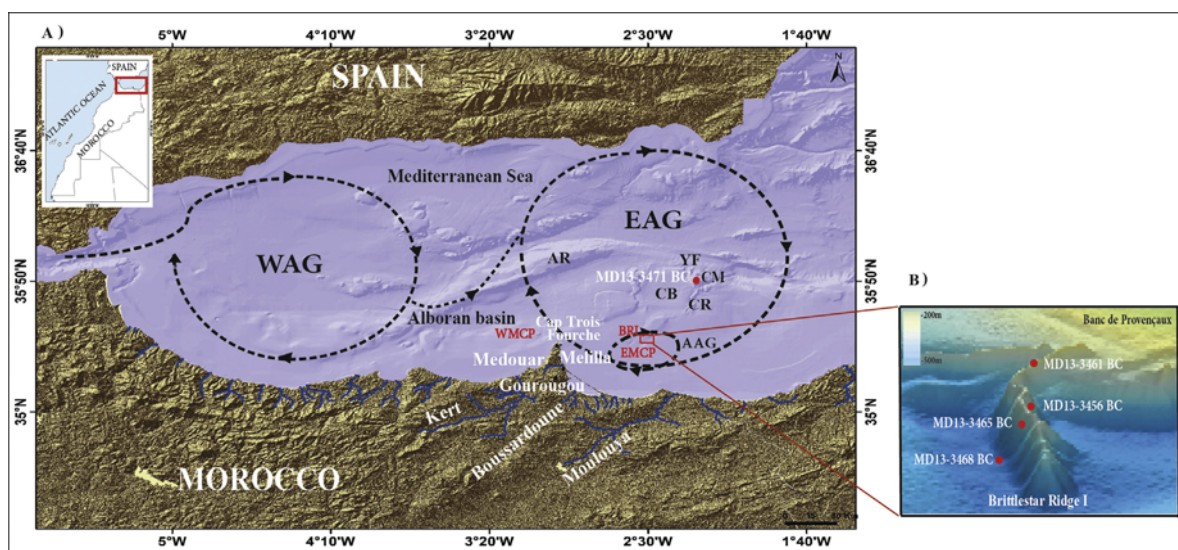 A )
5°W
4°10'W
3°20'W
2°30'W
1°40'W
SPAIN
ATLANTIC OCEAN
MOROCCO
SPAIN
N
36°40'N
36°40'N
Mediterranean Sea
EAG
WAG
AR
YF
MD13-3471 BC
CM
35°50'N
35°50'N
CB
CR
Alboran basin
Cap Trois
Fourche
WMCP
BRI
AAG
EMCP
Medouar
Melilla
Gourougou
Kert
Boussardoune
Moulouya
35°N
35°N
MOROCCO
5°W
4°10'W
3°20'W
2°30'W
1°40'W
B )
-200m
-500m
Banc de Provençaux
MD13-3461 BC
MD13-3456 BC
MD13-3465 BC
MD13-3468 BC
Brittlestar Ridge I